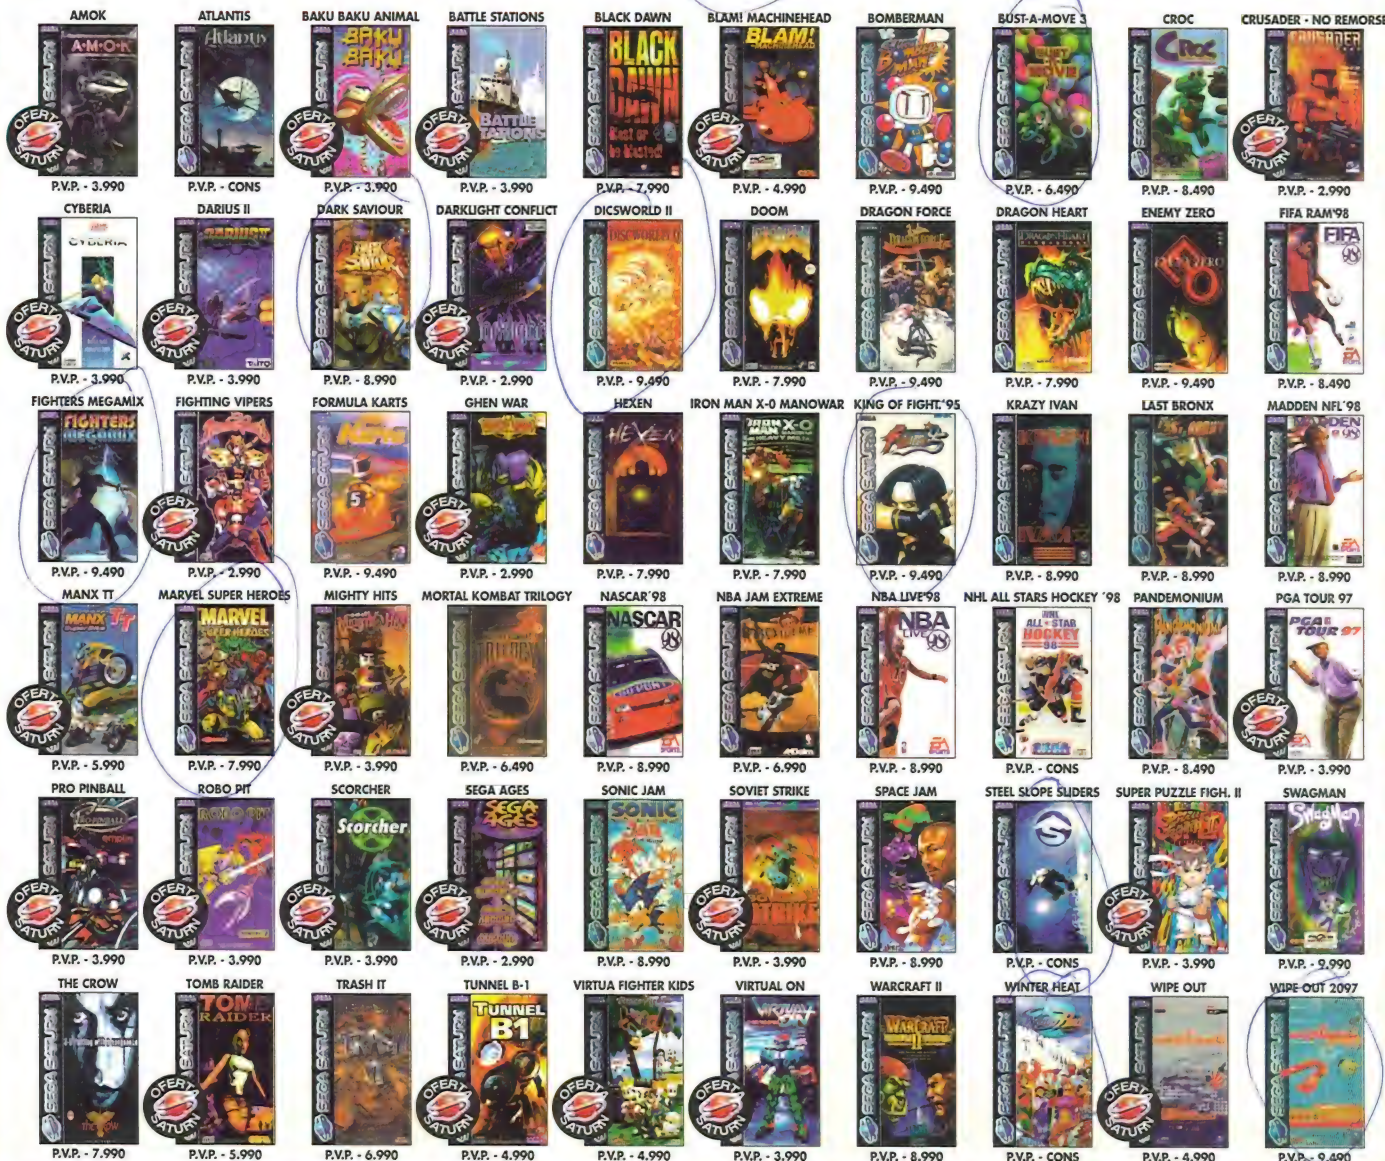 AMOK
ATLANTIS
BAKU BAKU ANIMAL
BATTLE STATIONS
BLACK DAWN
BLAM! MACHINEHEAD
BOMBERMAN
BUST-A-MOVE 3
CROC
CRUSADER - NO REMORSE
P.V.P. - 3.990
P.V.P. - CONS
P.V.P. - 3.990
P.V.P. - 3.990
P.V.P. - 7.990
P.V.P. - 4.990
P.V.P. - 9.490
P.V.P. - 6.490
P.V.P. - 8.490
P.V.P. - 2.990
CYBERIA
DARIUS II
DARK SAVIOUR
DARKLIGHT CONFLICT
DICSWORLD II
DOOM
DRAGON FORCE
DRAGON HEART
ENEMY ZERO
FIFA RAM'98
P.V.P. - 3.990
P.V.P. - 3.990
P.V.P. - 8.990
P.V.P. - 2.990
P.V.P. - 9.490
P.V.P. - 7.990
P.V.P. - 9.490
P.V.P. - 7.990
P.V.P. - 9.490
P.V.P. - 8.490
FIGHTERS MEGAMIX
FIGHTING VIPERS
FORMULA KARTS
GHEN WAR
HEXEN
IRON MAN X-0 MANOWAR
KING OF FIGHT.'95
KRAZY IVAN
LAST BRONX
MADDEN NFL'98
P.V.P. - 9.490
P.V.P. - 2.990
P.V.P. - 9.490
P.V.P. - 2.990
P.V.P. - 7.990
P.V.P. - 7.990
P.V.P. - 9.490
P.V.P. - 8.990
P.V.P. - 8.990
P.V.P. - 8.990
MANX TT
MARVEL SUPER HEROES
MIGHTY HITS
MORTAL KOMBAT TRILOGY
NASCAR'98
NBA JAM EXTREME
NBA LIVE'98
NHL ALL STARS HOCKEY '98
PANDEMONIUM
PGA TOUR 97
P.V.P. - 5.990
P.V.P. - 7.990
P.V.P. - 3.990
P.V.P. - 6.490
P.V.P. - 8.990
P.V.P. - 6.990
P.V.P. - 8.990
P.V.P. - CONS
P.V.P. - 8.490
P.V.P. - 3.990
PRO PINBALL
ROBO PIT
SCORCHER
SEGA AGES
SONIC JAM
SOVIET STRIKE
SPACE JAM
STEEL SLOPE SLIDERS
SUPER PUZZLE FIGH. II
SWAGMAN
P.V.P. - 3.990
P.V.P. - 3.990
P.V.P. - 3.990
P.V.P. - 2.990
P.V.P. - 8.990
P.V.P. - 3.990
P.V.P. - 8.990
P.V.P. - CONS
P.V.P. - 3.990
P.V.P. - 9.990
THE CROW
TOMB RAIDER
TRASH IT
TUNNEL B-1
VIRTUA FIGHTER KIDS
VIRTUAL ON
WARCRAFT II
WINTER HEAT
WIPE OUT
WIPE OUT 2097
P.V.P. - 7.990
P.V.P. - 5.990
P.V.P. - 6.990
P.V.P. - 4.990
P.V.P. - 4.990
P.V.P. - 3.990
P.V.P. - 8.990
P.V.P. - CONS
P.V.P. - 4.990
P.V.P. - 9.490